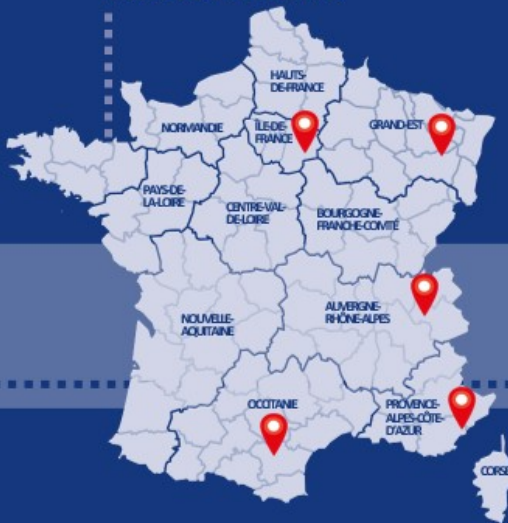 HAUTS-
DE-FRANCE
NORMANDIE
ÎLE-DE-
FRANCE
GRAND-EST
PAYS-DE-
LA-LOIRE
CENTRE-VAL-
DE-LOIRE
BOURGOGNE-
FRANCHE-COMTÉ
NOUVELLE-
AQUITAINE
AUVERGNE-
RHÔNE-ALPES
OCCITANIE
PROVENCE-
ALPES-CÔTE-
D'AZUR
CORSE